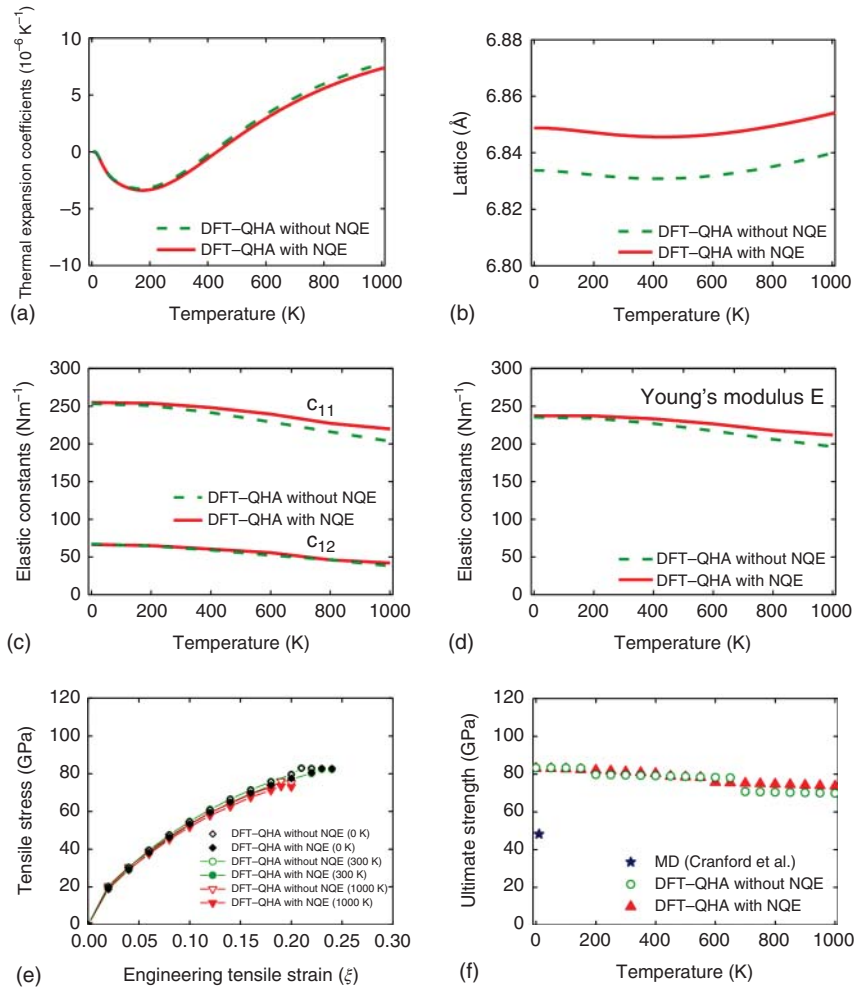 Thermal expansion coefficients (10⁻⁶ K⁻¹)
10
5
0
−5
−10
DFT–QHA without NQE
DFT–QHA with NQE
0 200 400 600 800 1000
Temperature (K)
(a)
Lattice (Å)
6.88
6.86
6.84
6.82
6.80
DFT–QHA without NQE
DFT–QHA with NQE
0 200 400 600 800 1000
Temperature (K)
(b)
Elastic constants (Nm⁻¹)
300
250
200
150
100
50
0
c₁₁
DFT–QHA without NQE
DFT–QHA with NQE
c₁₂
0 200 400 600 800 1000
Temperature (K)
(c)
Elastic constants (Nm⁻¹)
300
250
200
150
100
50
0
Young's modulus E
DFT–QHA without NQE
DFT–QHA with NQE
0 200 400 600 800 1000
Temperature (K)
(d)
Tensile stress (GPa)
120
100
80
60
40
20
0
DFT–QHA without NQE (0 K)
DFT–QHA with NQE (0 K)
DFT–QHA without NQE (300 K)
DFT–QHA with NQE (300 K)
DFT–QHA without NQE (1000 K)
DFT–QHA with NQE (1000 K)
0.00 0.05 0.10 0.15 0.20 0.25 0.30
Engineering tensile strain (ξ)
(e)
Ultimate strength (GPa)
120
100
80
60
40
20
0
MD (Cranford et al.)
DFT–QHA without NQE
DFT–QHA with NQE
0 200 400 600 800 1000
Temperature (K)
(f)